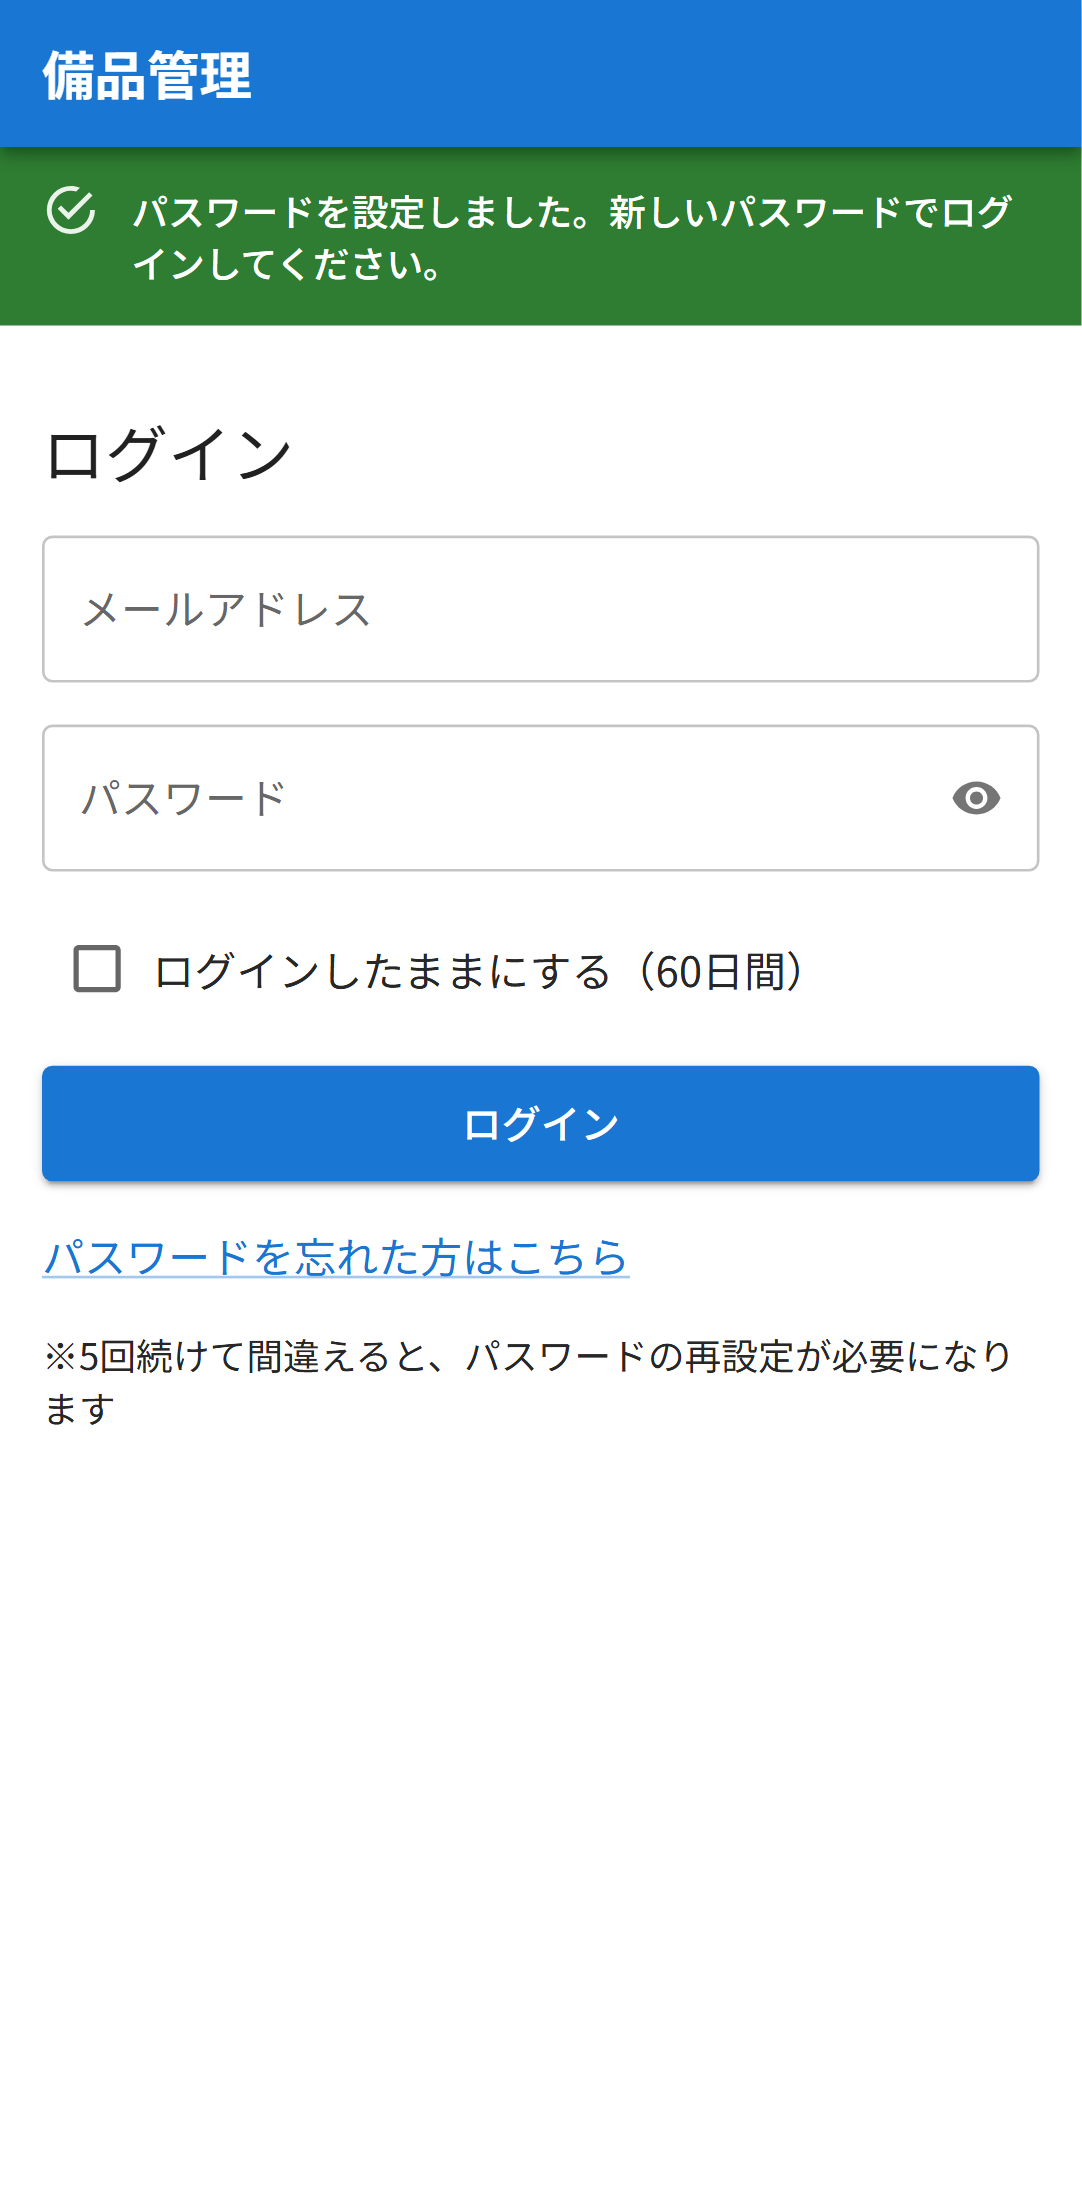 備品管理
パスワードを設定しました。新しいパスワードでログ
インしてください。
ログイン
メールアドレス
パスワード
ログインしたままにする（60日間）
ログイン
パスワードを忘れた方はこちら
※5回続けて間違えると、パスワードの再設定が必要になり
ます